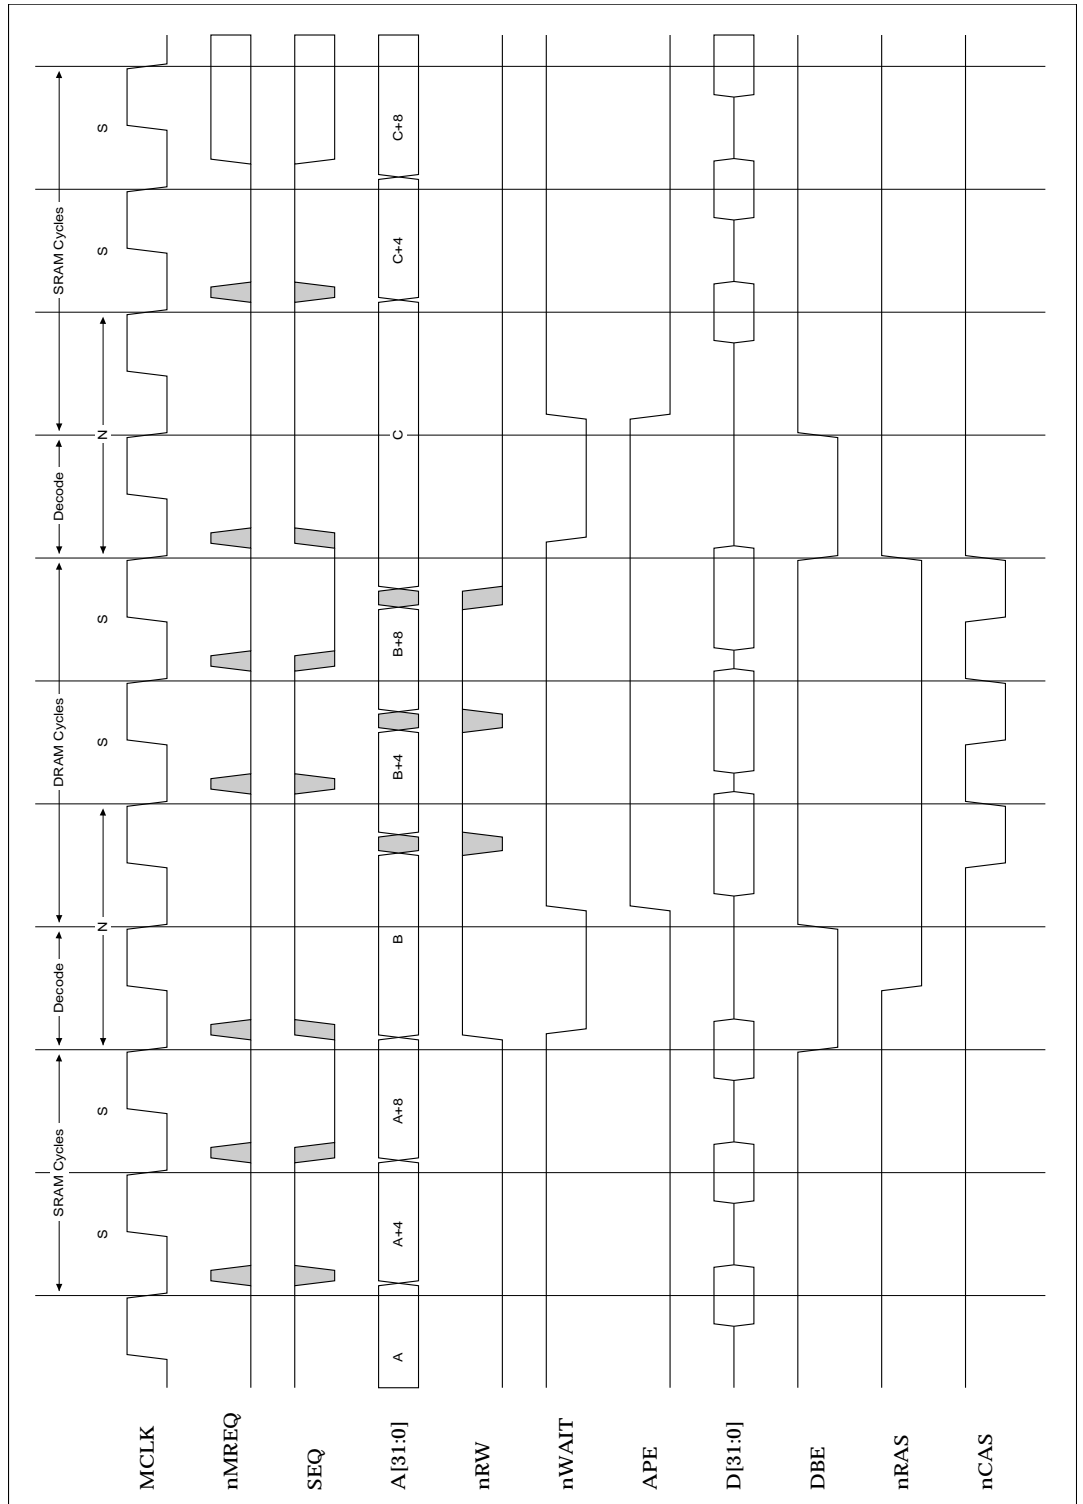 SRAM Cycles
Decode
DRAM Cycles
Decode
SRAM Cycles
S
S
N
S
S
N
S
S
MCLK
nMREQ
SEQ
A[31:0]
A
A+4
A+8
B
B+4
B+8
C
C+4
C+8
nRW
nWAIT
APE
D[31:0]
DBE
nRAS
nCAS